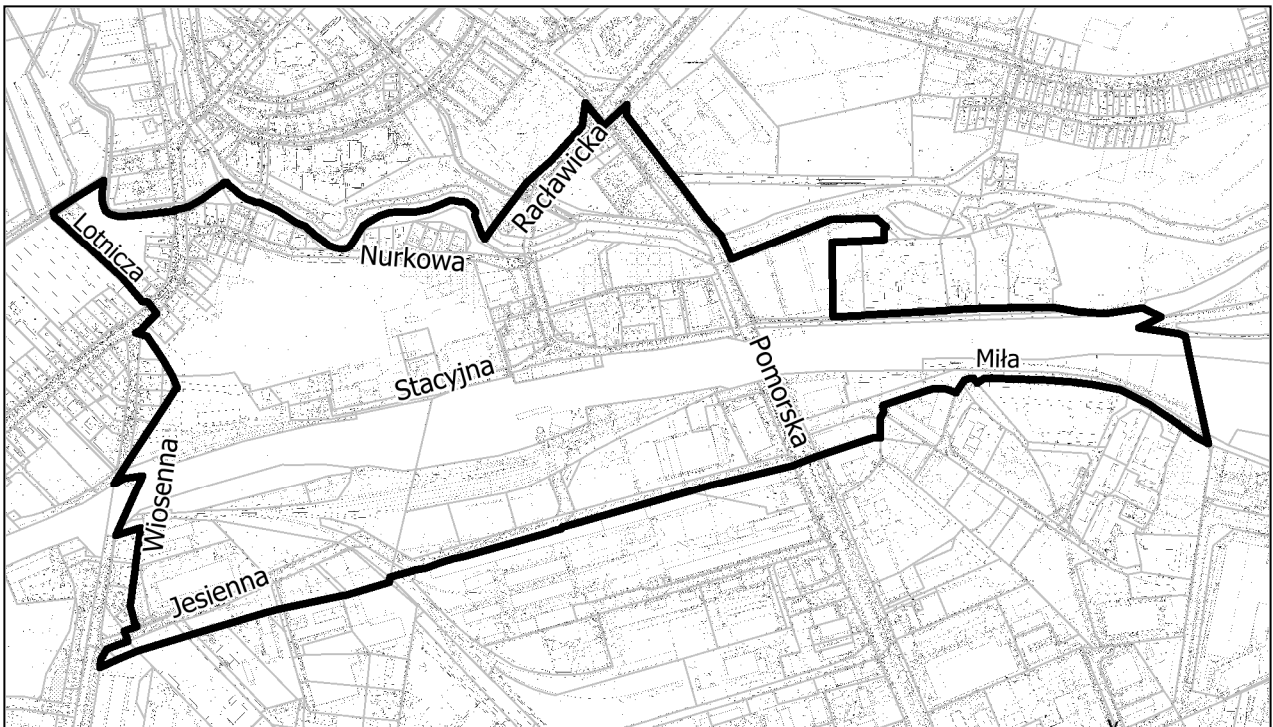 Racławicka
Lotnicza
Nurkowa
Stacyjna
Pomorska
Miła
Wiosenna
Jesienna